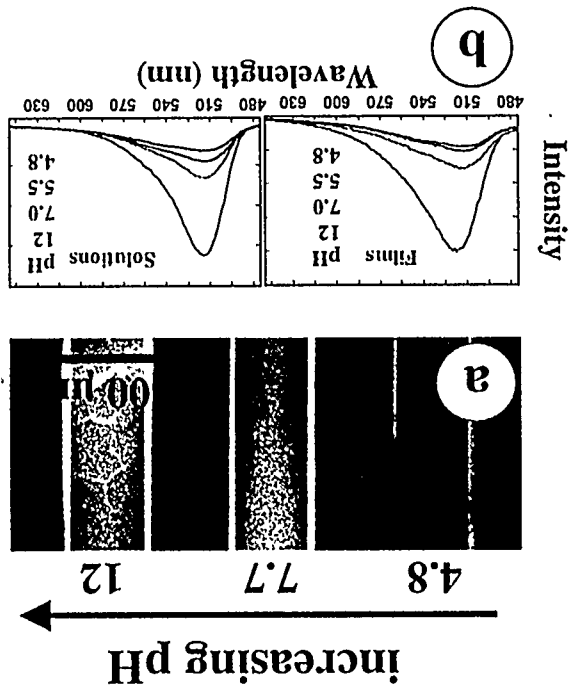 increasing pH
4.8 7.7 12
a
00 µm
Intensity
Films pH
12
7.0
5.5
4.8
480 510 540 570 600 630
Solutions pH
12
7.0
5.5
4.8
480 510 540 570 600 630
Wavelength (nm)
b